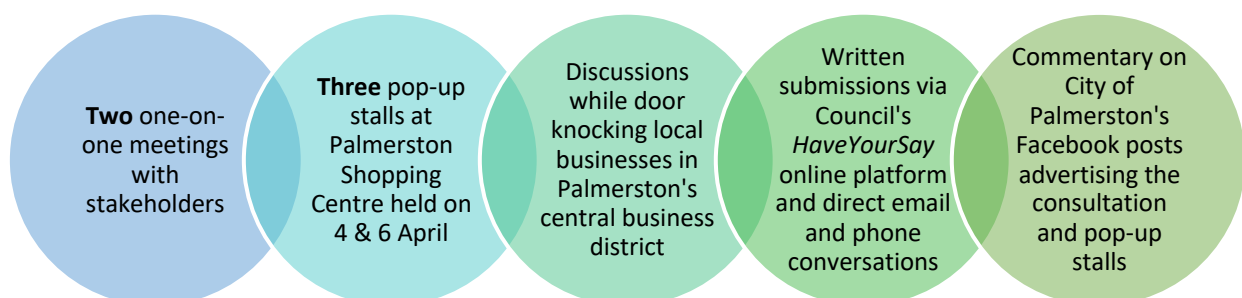 Two one-on-
one meetings
with
stakeholders
Three pop-up
stalls at
Palmerston
Shopping
Centre held on
4 & 6 April
Discussions
while door
knocking local
businesses in
Palmerston's
central business
district
Written
submissions via
Council's
HaveYourSay
online platform
and direct email
and phone
conversations
Commentary on
City of
Palmerston's
Facebook posts
advertising the
consultation
and pop-up
stalls